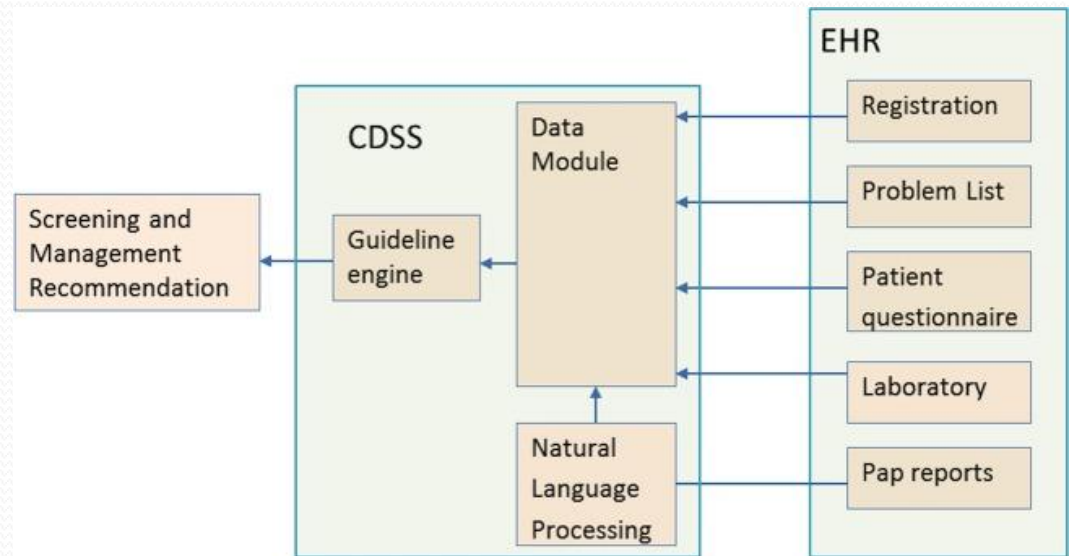 EHR
Registration
Problem List
Patient
questionnaire
Laboratory
Pap reports
CDSS
Data
Module
Guideline
engine
Natural
Language
Processing
Screening and
Management
Recommendation